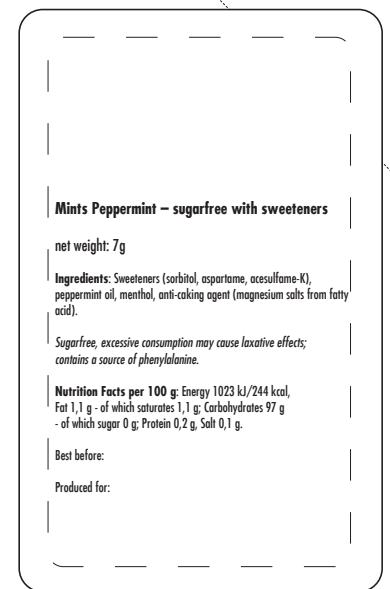 Mints Peppermint – sugarfree with sweeteners
net weight: 7g
Ingredients: Sweeteners (sorbitol, aspartame, acesulfame-K),
peppermint oil, menthol, anti-caking agent (magnesium salts from fatty
acid).
Sugarfree, excessive consumption may cause laxative effects;
contains a source of phenylalanine.
Nutrition Facts per 100 g: Energy 1023 kJ/244 kcal,
Fat 1,1 g - of which saturates 1,1 g; Carbohydrates 97 g
- of which sugar 0 g; Protein 0,2 g, Salt 0,1 g.
Best before:
Produced for: